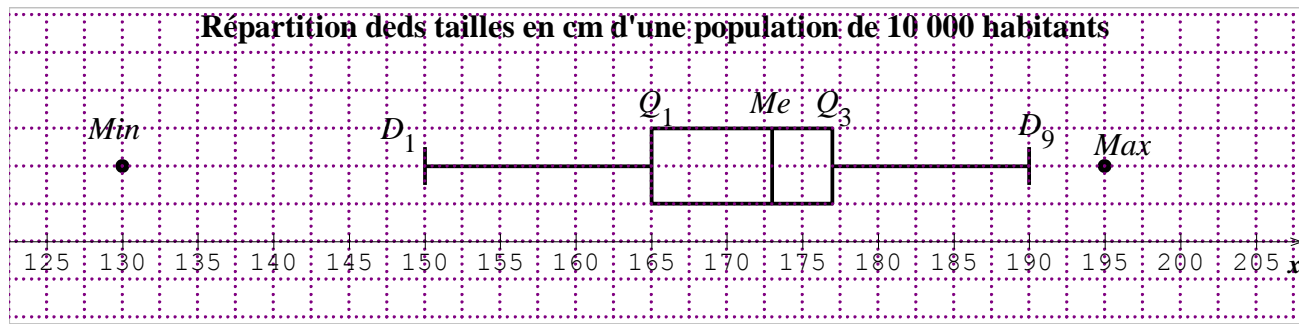 Répartition deds tailles en cm d'une population de 10 000 habitants
Min D1 Q1 Me Q3 D9 Max
125 130 135 140 145 150 155 160 165 170 175 180 185 190 195 200 205 x